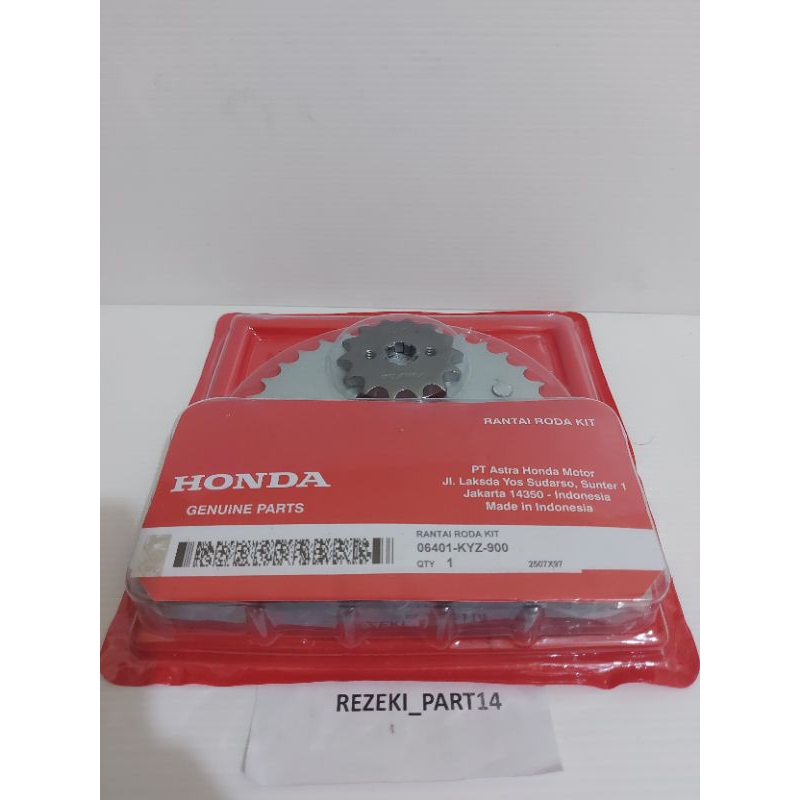 RANTAI RODA KIT
HONDA
GENUINE PARTS
PT Astra Honda Motor
Jl. Laksda Yos Sudarso, Sunter 1
Jakarta 14350 - Indonesia
Made in Indonesia
RANTAI RODA KIT
06401-KYZ-900
QTY 1
2507X97
REZEKI_PART14